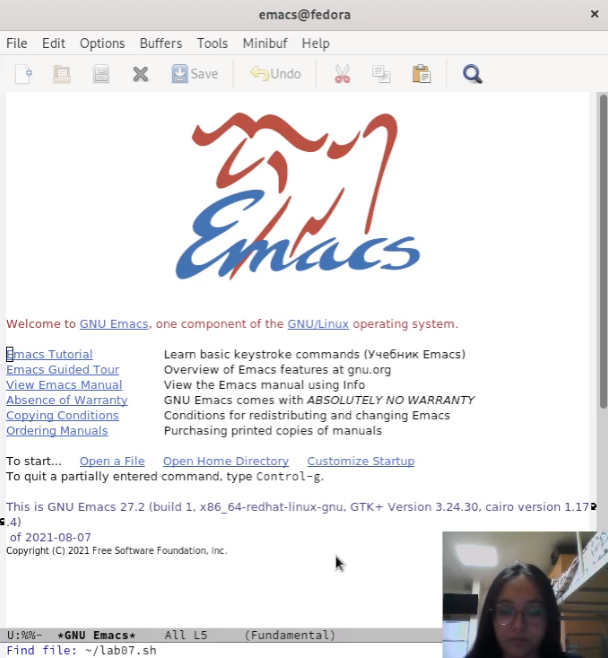 emacs@fedora ×
File Edit Options Buffers Tools Minibuf Help
Save Undo
Emacs
Welcome to GNU Emacs, one component of the GNU/Linux operating system.
Emacs Tutorial Learn basic keystroke commands (Учебник Emacs)
Emacs Guided Tour Overview of Emacs features at gnu.org
View Emacs Manual View the Emacs manual using Info
Absence of Warranty GNU Emacs comes with ABSOLUTELY NO WARRANTY
Copying Conditions Conditions for redistributing and changing Emacs
Ordering Manuals Purchasing printed copies of manuals
To start... Open a File Open Home Directory Customize Startup
To quit a partially entered command, type Control-g.
This is GNU Emacs 27.2 (build 1, x86_64-redhat-linux-gnu, GTK+ Version 3.24.30, cairo version 1.17
.4)
of 2021-08-07
Copyright (C) 2021 Free Software Foundation, Inc.
U:%%- *GNU Emacs* All L5 (Fundamental)
Find file: ~/lab07.sh